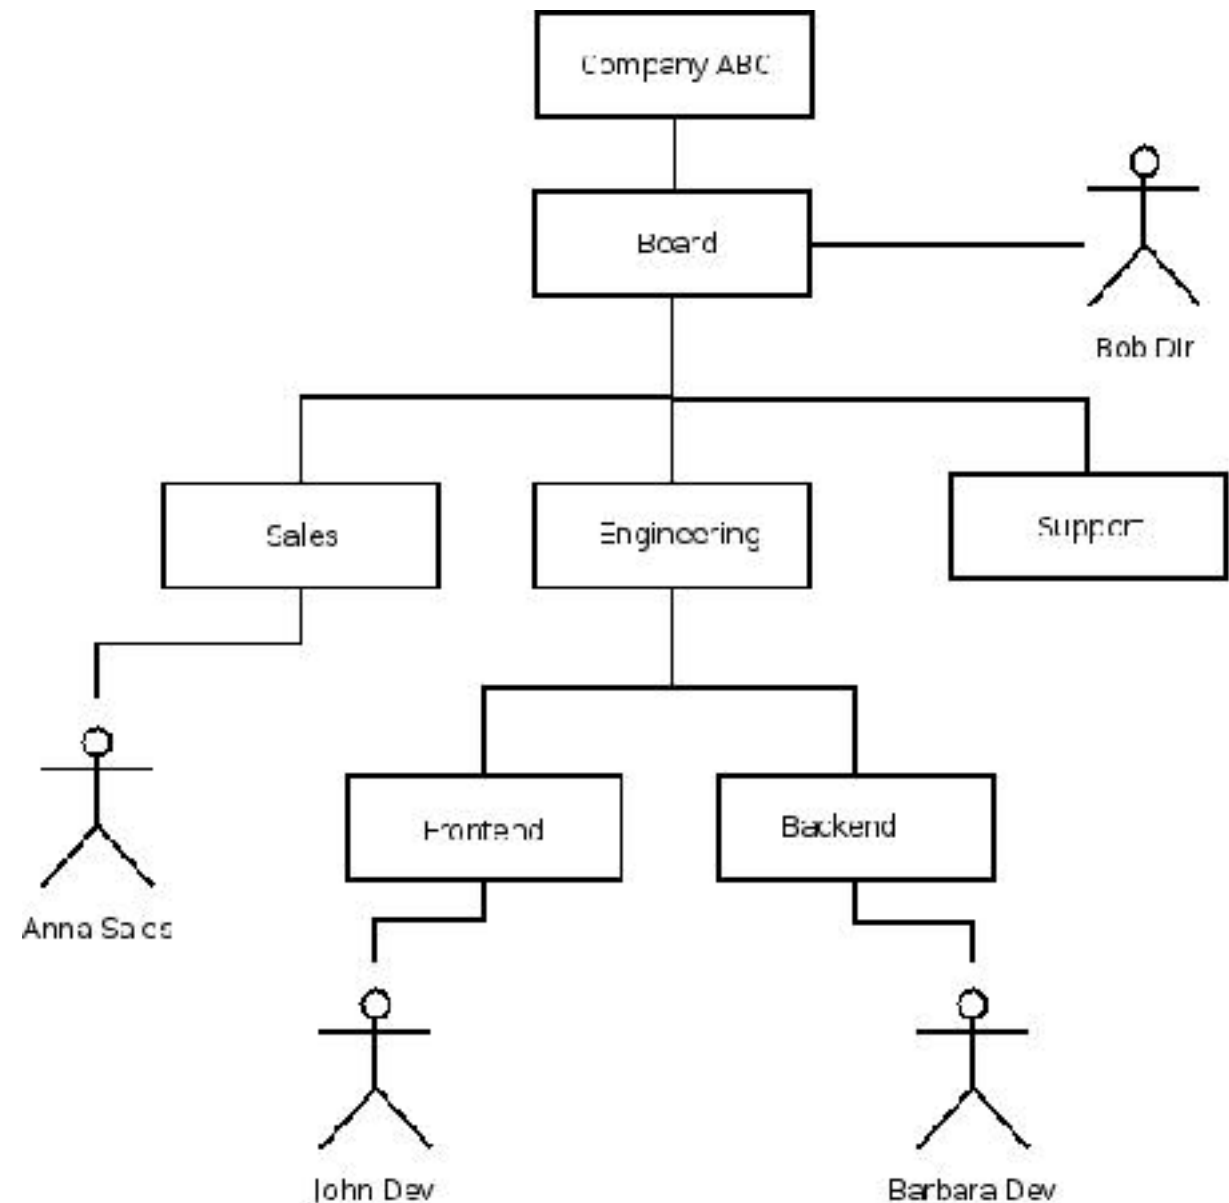 Company ABC
Board
Bob Dir
Sales
Engineering
Support
Frontend
Backend
Anna Sales
John Dev
Barbara Dev